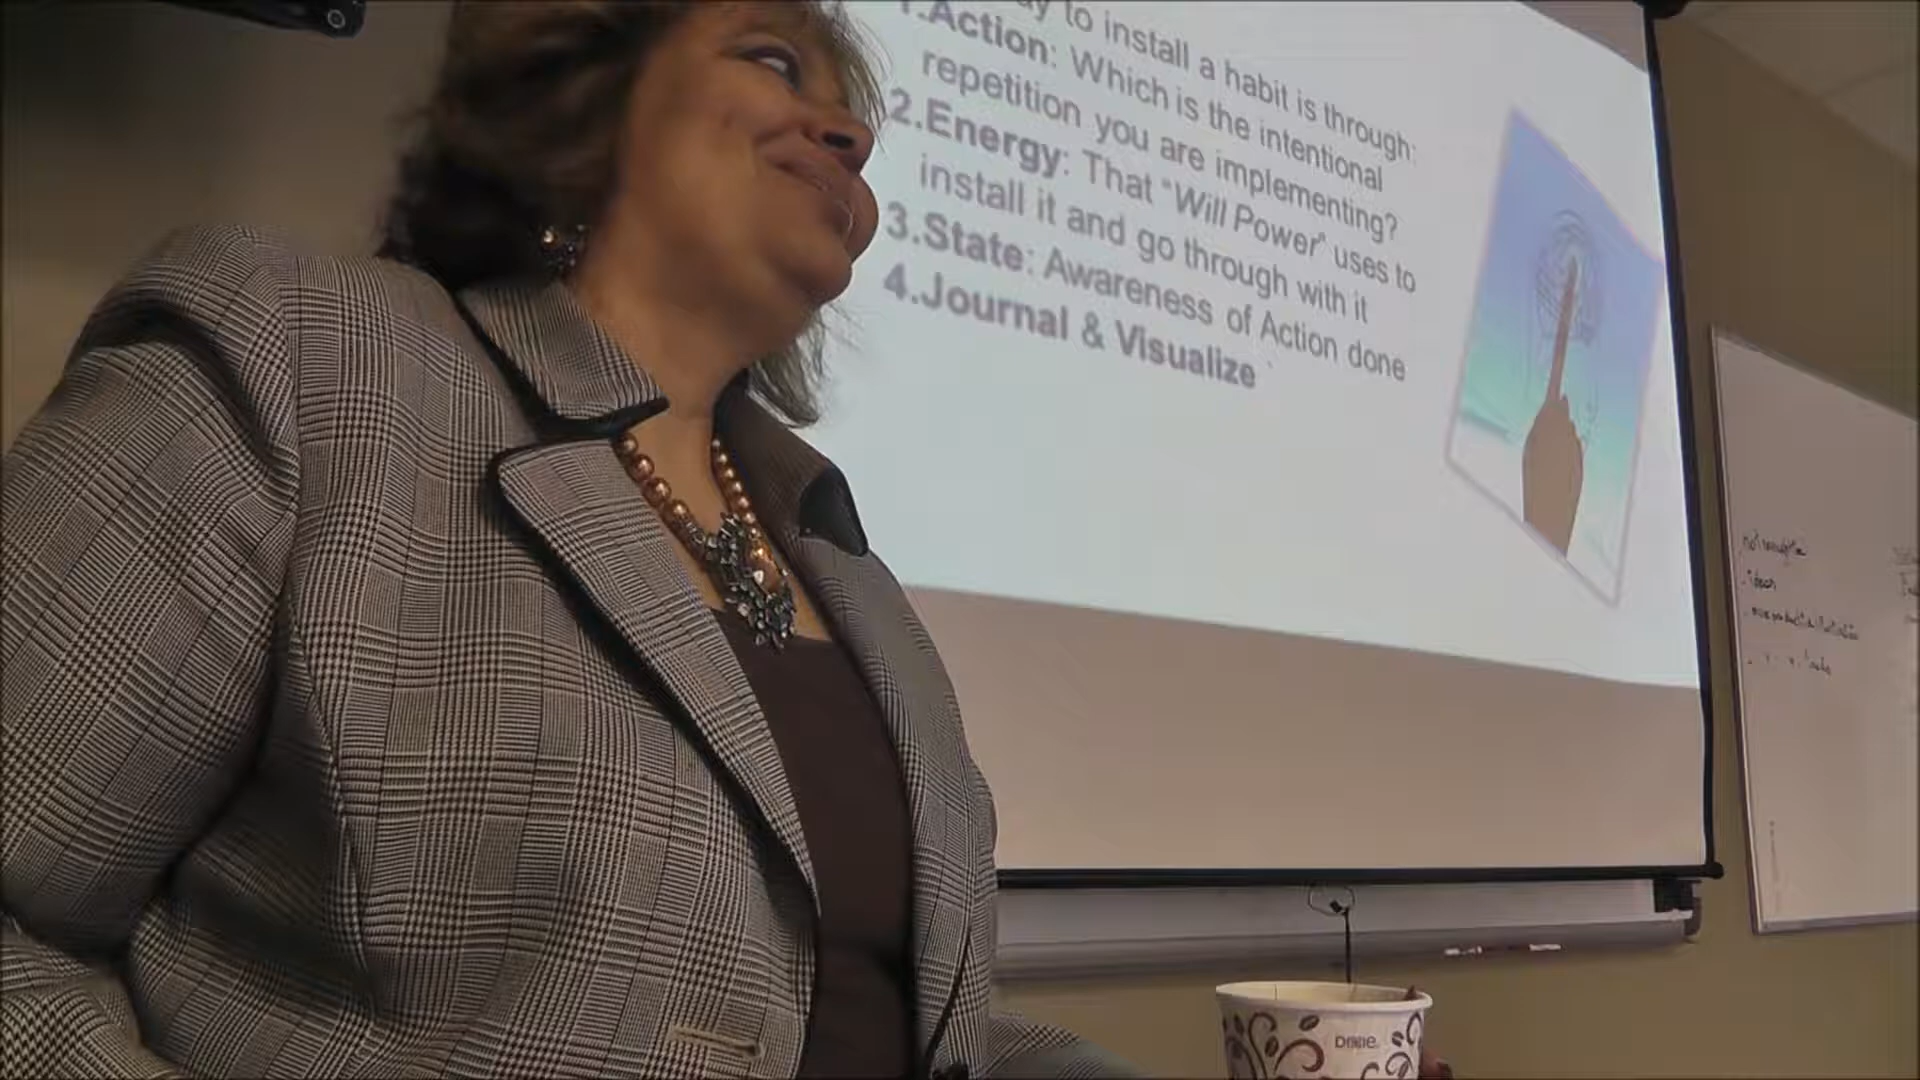 to install a habit is through:
1.Action: Which is the intentional
repetition you are implementing?
2.Energy: That "Will Power" uses to
install it and go through with it
3.State: Awareness of Action done
4.Journal & Visualize
ideas
DIXIE